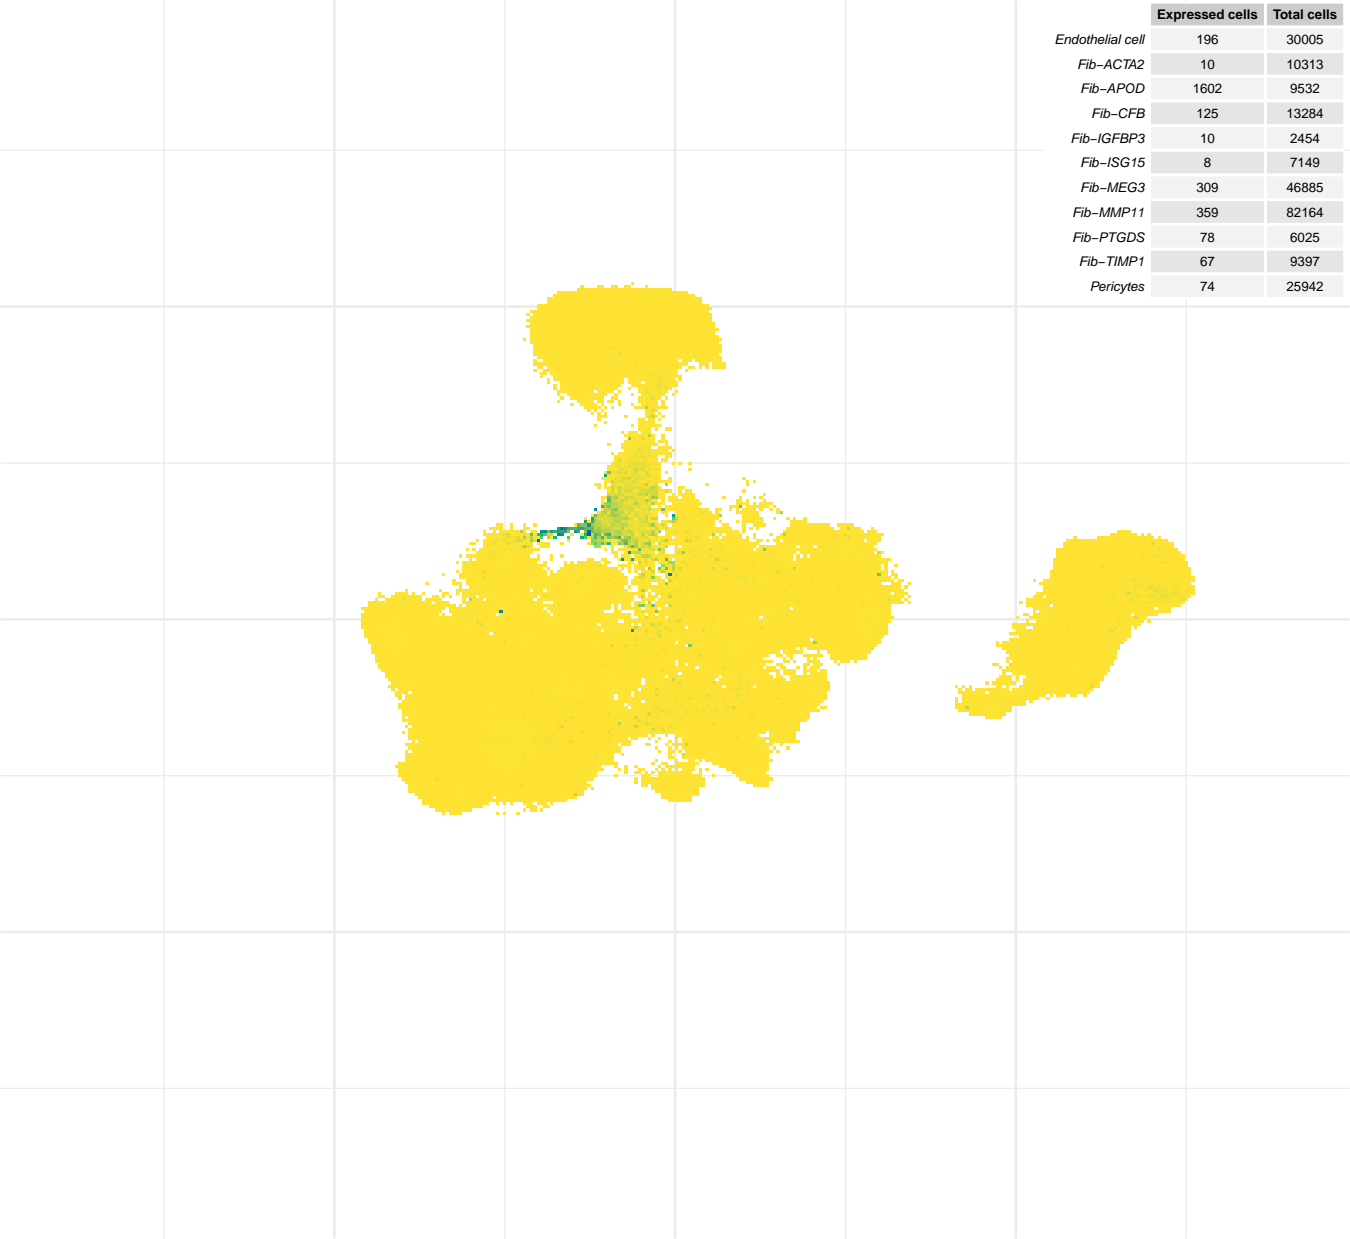 Expressed cells Total cells
Endothelial cell 196 30005
Fib−ACTA2 10 10313
Fib−APOD 1602 9532
Fib−CFB 125 13284
Fib−IGFBP3 10 2454
Fib−ISG15 8 7149
Fib−MEG3 309 46885
Fib−MMP11 359 82164
Fib−PTGDS 78 6025
Fib−TIMP1 67 9397
Pericytes 74 25942